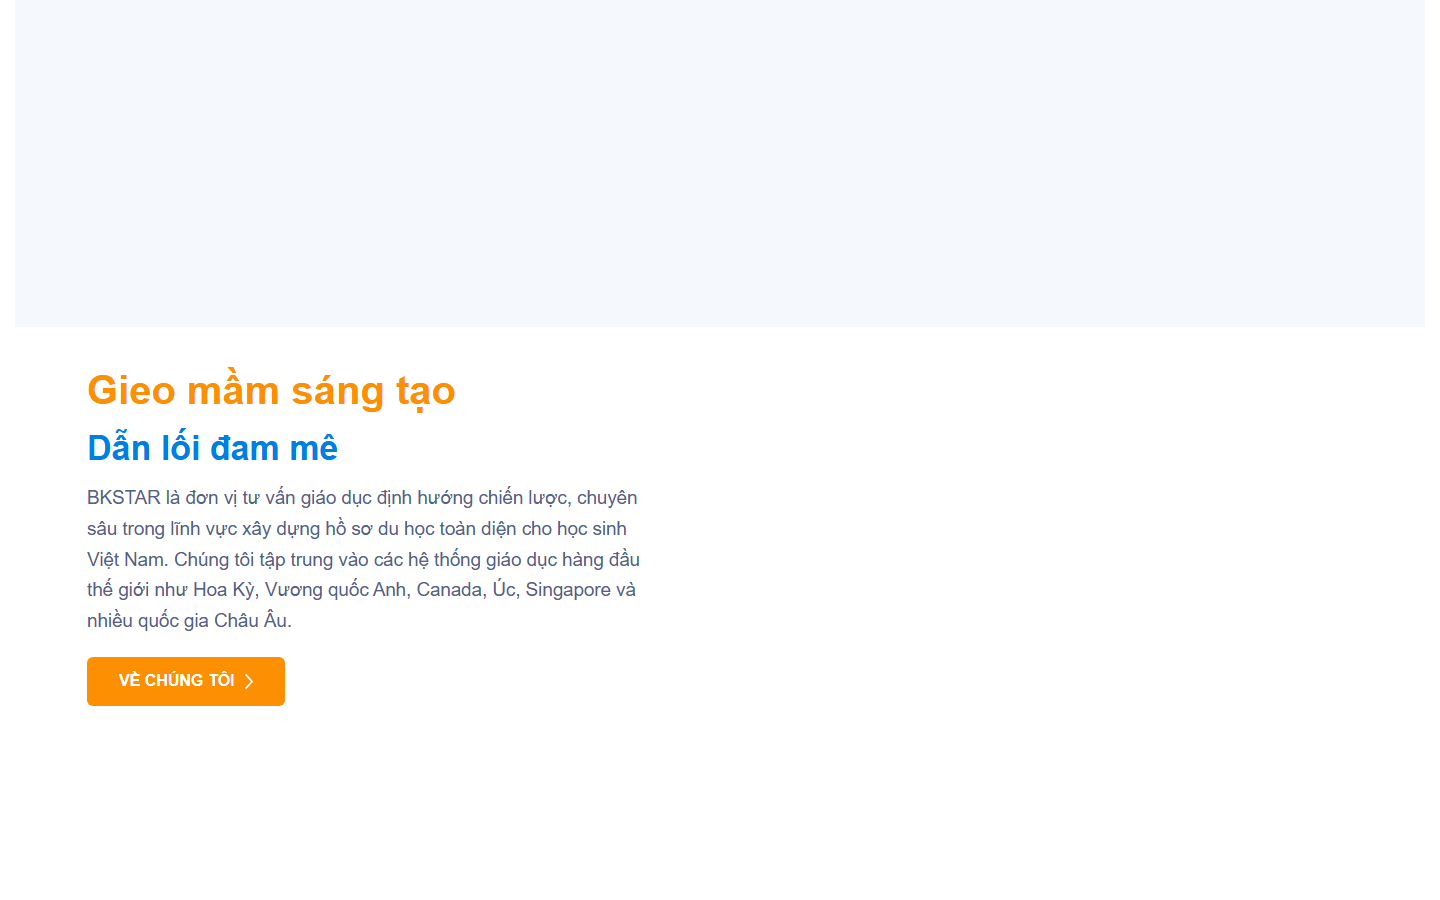 Gieo mầm sáng tạo
Dẫn lối đam mê
BKSTAR là đơn vị tư vấn giáo dục định hướng chiến lược, chuyên
sâu trong lĩnh vực xây dựng hồ sơ du học toàn diện cho học sinh
Việt Nam. Chúng tôi tập trung vào các hệ thống giáo dục hàng đầu
thế giới như Hoa Kỳ, Vương quốc Anh, Canada, Úc, Singapore và
nhiều quốc gia Châu Âu.
VỀ CHÚNG TÔI